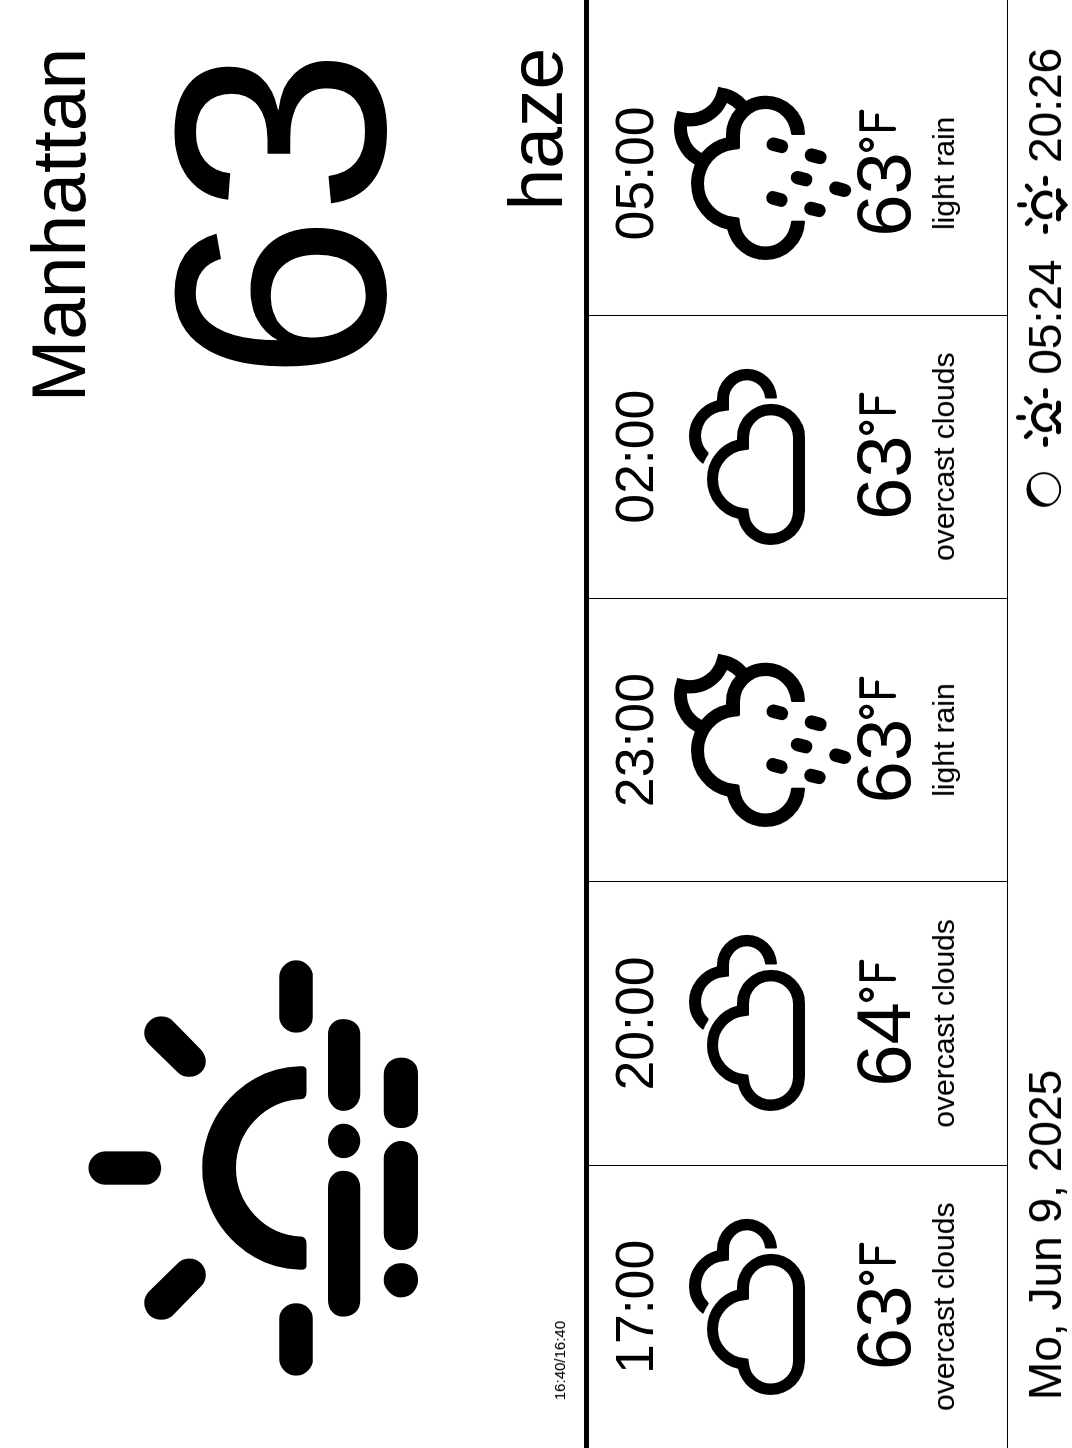 Manhattan
63
haze
16:40/16:40
17:00 20:00 23:00 02:00 05:00
63°F 64°F 63°F 63°F 63°F
overcast clouds overcast clouds light rain overcast clouds light rain
Mo, Jun 9, 2025 05:24 20:26